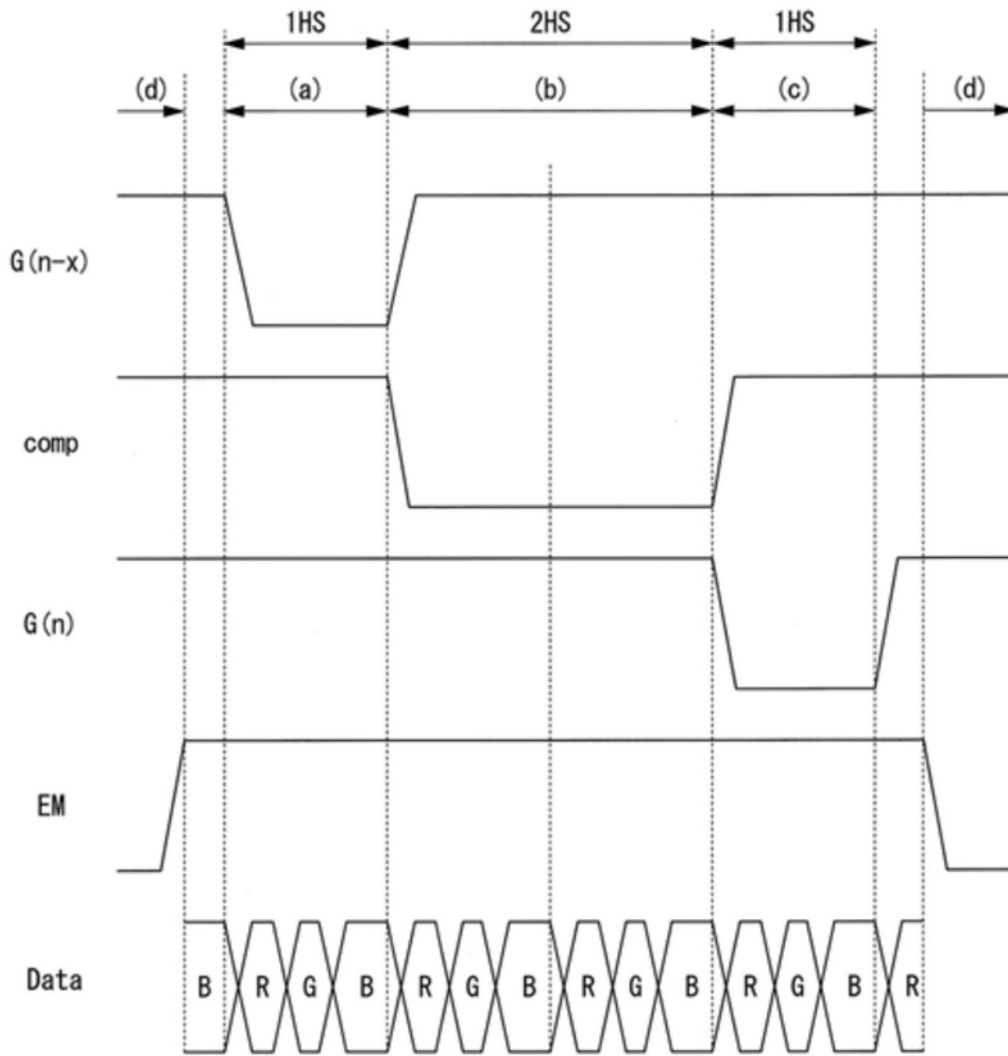 1HS 2HS 1HS
(d) (a) (b) (c) (d)
G(n-x)
comp
G(n)
EM
Data B R G B R G B R G B R G B R